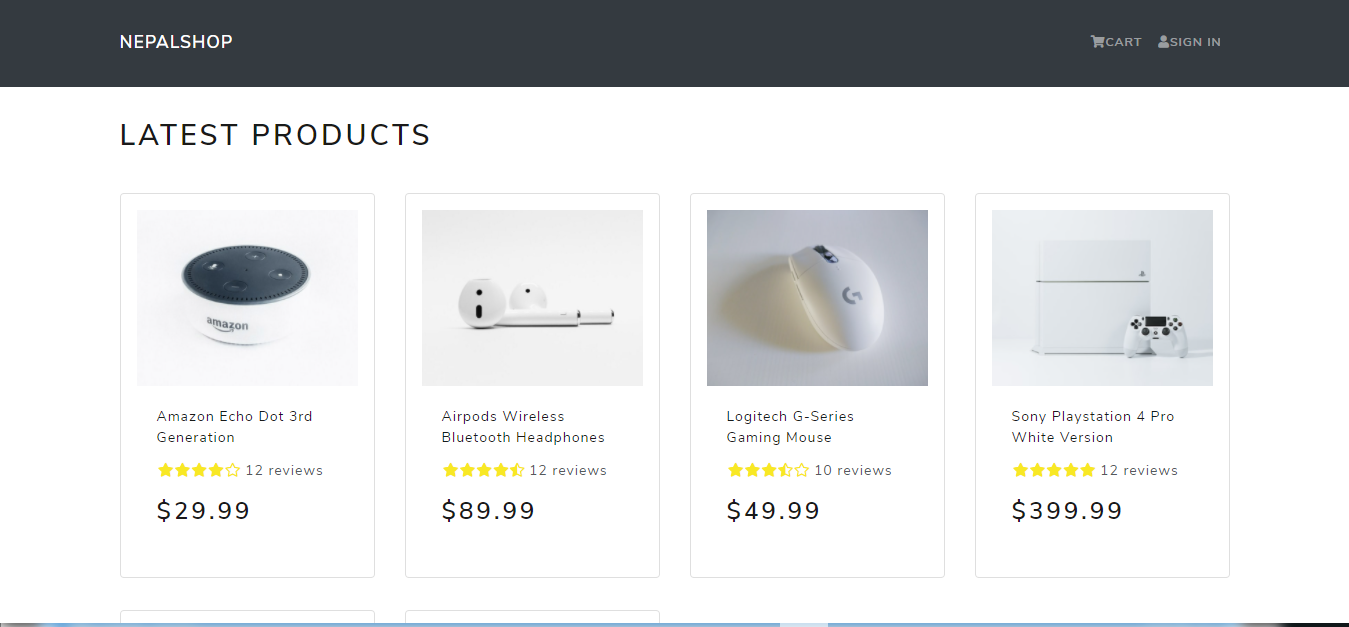 NEPALSHOP
CART SIGN IN
LATEST PRODUCTS
amazon
Amazon Echo Dot 3rd
Generation
12 reviews
$29.99
Airpods Wireless
Bluetooth Headphones
12 reviews
$89.99
G
Logitech G-Series
Gaming Mouse
10 reviews
$49.99
Sony Playstation 4 Pro
White Version
12 reviews
$399.99